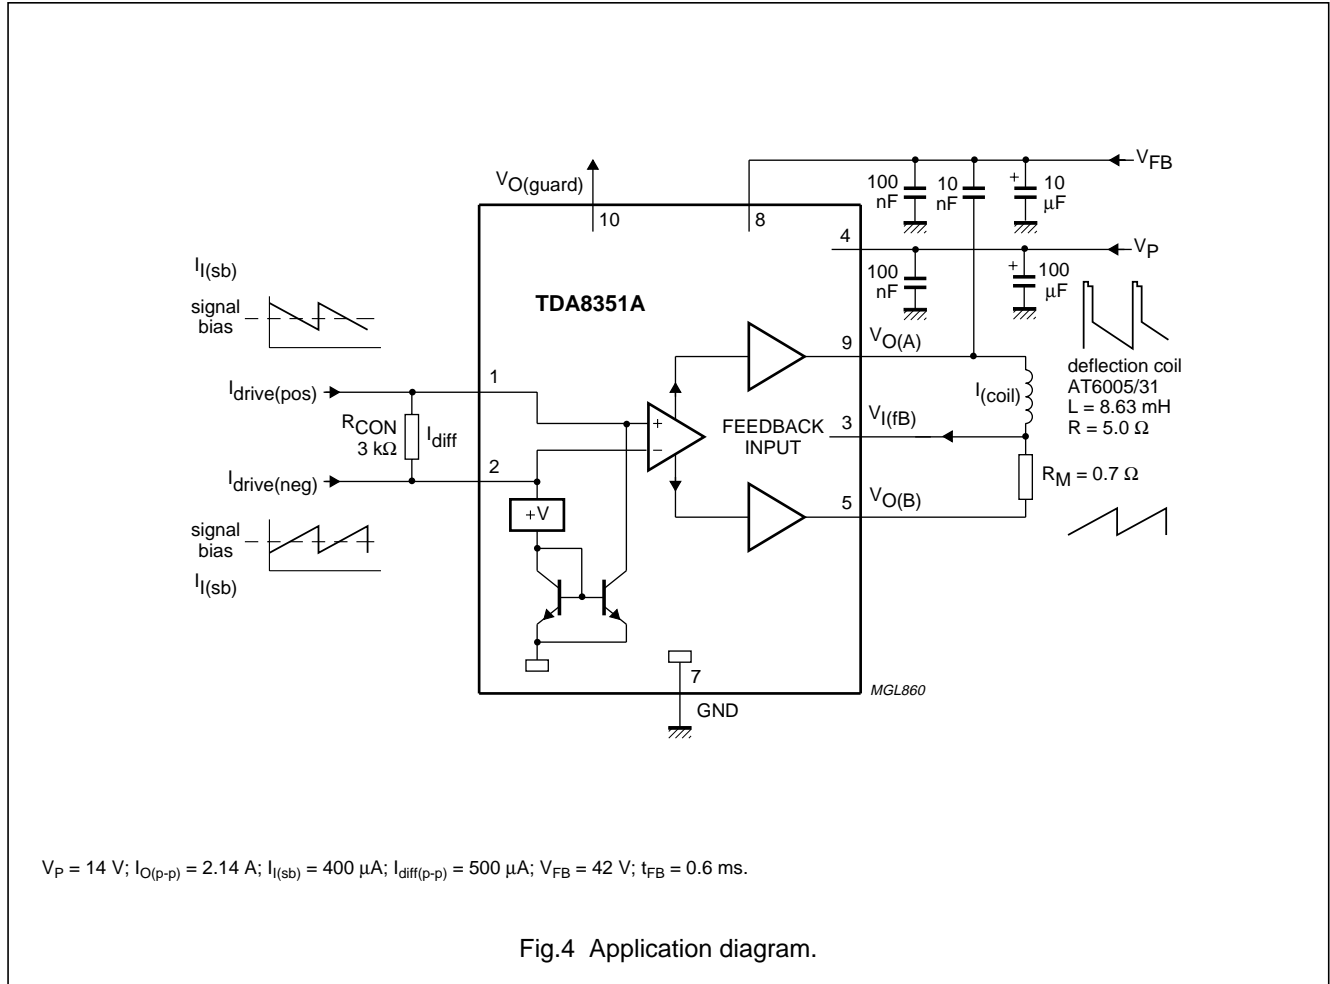 VO(guard)
10
8
VFB
100 nF
10 nF
+ 10 μF
4
VP
100 nF
+ 100 μF
II(sb)
signal bias
TDA8351A
9
VO(A)
deflection coil
AT6005/31
L = 8.63 mH
R = 5.0 Ω
Idrive(pos)
1
I(coil)
RCON 3 kΩ
Idiff
+
−
FEEDBACK INPUT
3
VI(fB)
Idrive(neg)
2
RM = 0.7 Ω
5
VO(B)
+V
signal bias
II(sb)
7
GND
MGL860
VP = 14 V; IO(p-p) = 2.14 A; II(sb) = 400 μA; Idiff(p-p) = 500 μA; VFB = 42 V; tFB = 0.6 ms.
Fig.4 Application diagram.